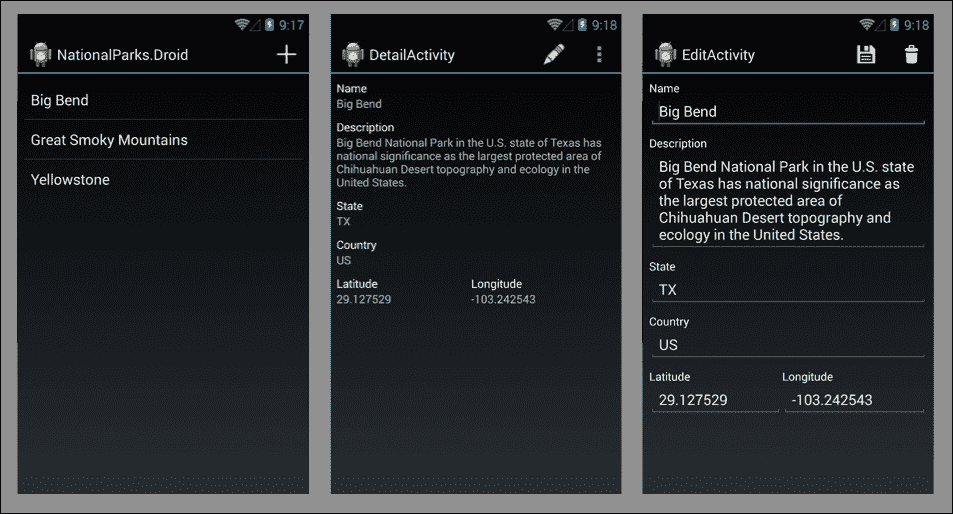 9:17
NationalParks.Droid
Big Bend
Great Smoky Mountains
Yellowstone
9:18
DetailActivity
Name
Big Bend
Description
Big Bend National Park in the U.S. state of Texas has
national significance as the largest protected area of
Chihuahuan Desert topography and ecology in the
United States.
State
TX
Country
US
Latitude Longitude
29.127529 -103.242543
9:18
EditActivity
Name
Big Bend
Description
Big Bend National Park in the U.S. state
of Texas has national significance as
the largest protected area of
Chihuahuan Desert topography and
ecology in the United States.
State
TX
Country
US
Latitude Longitude
29.127529 -103.242543